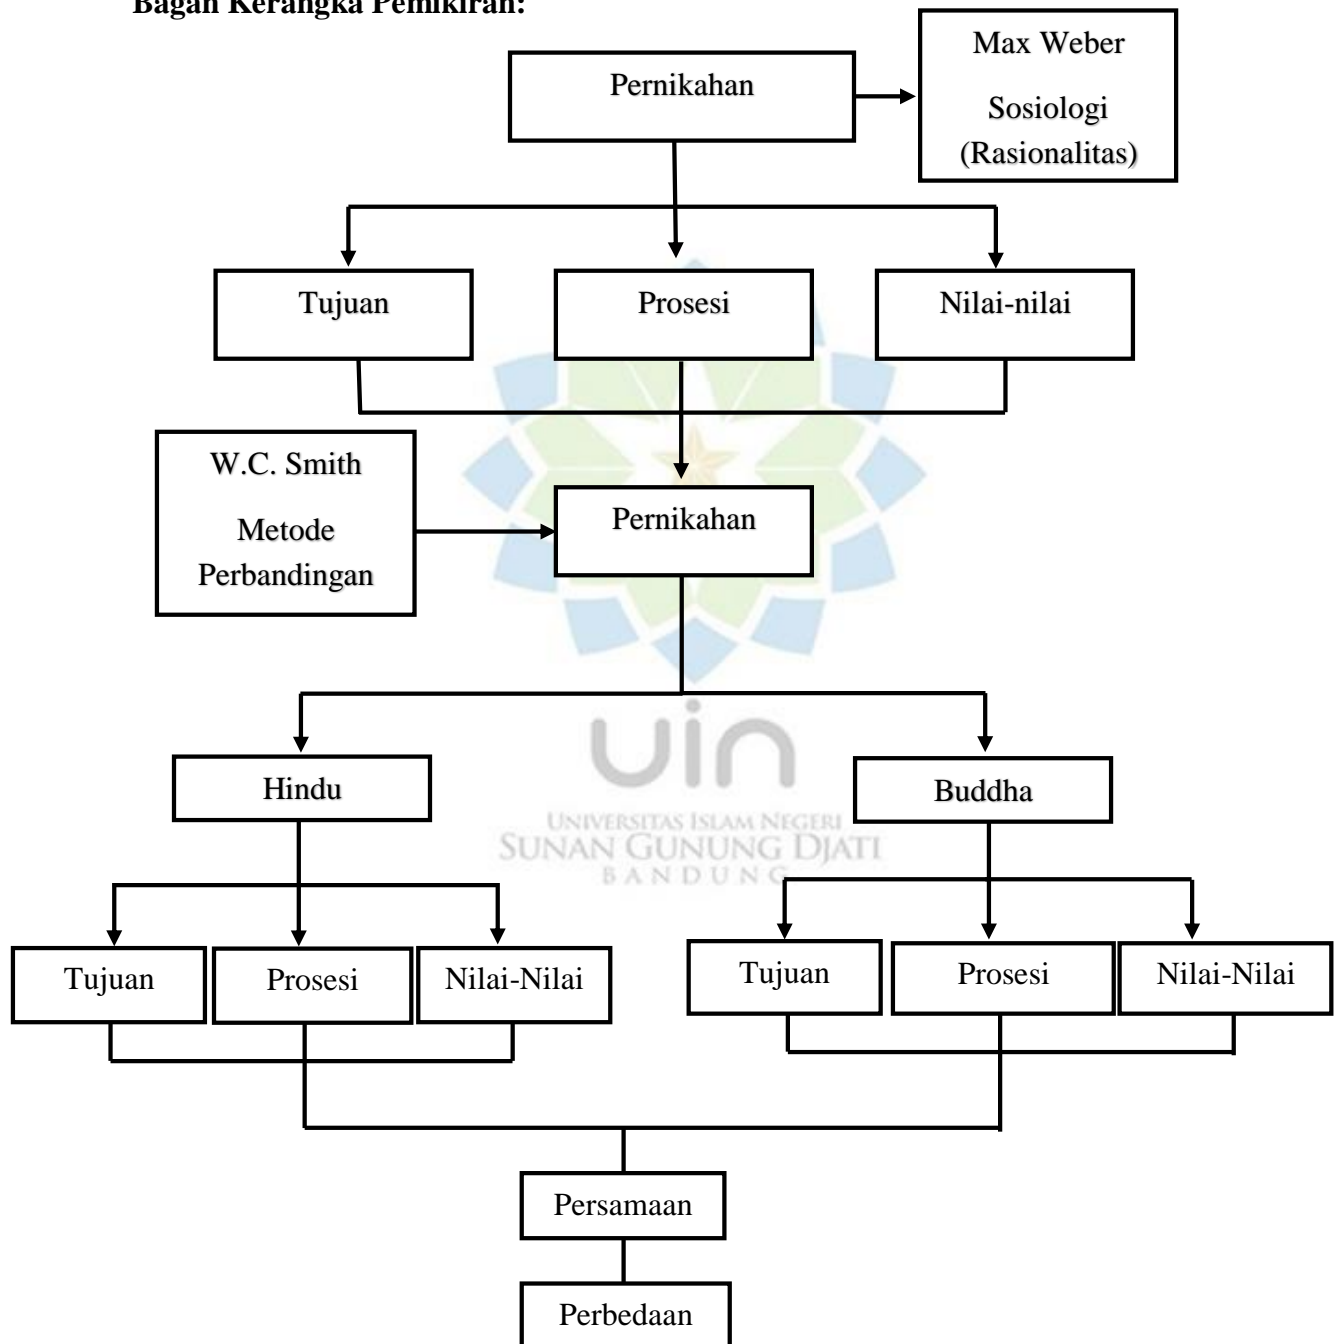 Bagan Kerangka Pemikiran:
Pernikahan
Max Weber
Sosiologi
(Rasionalitas)
Tujuan
Prosesi
Nilai-nilai
W.C. Smith
Metode
Perbandingan
Pernikahan
uin
UNIVERSITAS ISLAM NEGERI
SUNAN GUNUNG DJATI
BANDUNG
Hindu
Buddha
Tujuan
Prosesi
Nilai-Nilai
Tujuan
Prosesi
Nilai-Nilai
Persamaan
Perbedaan